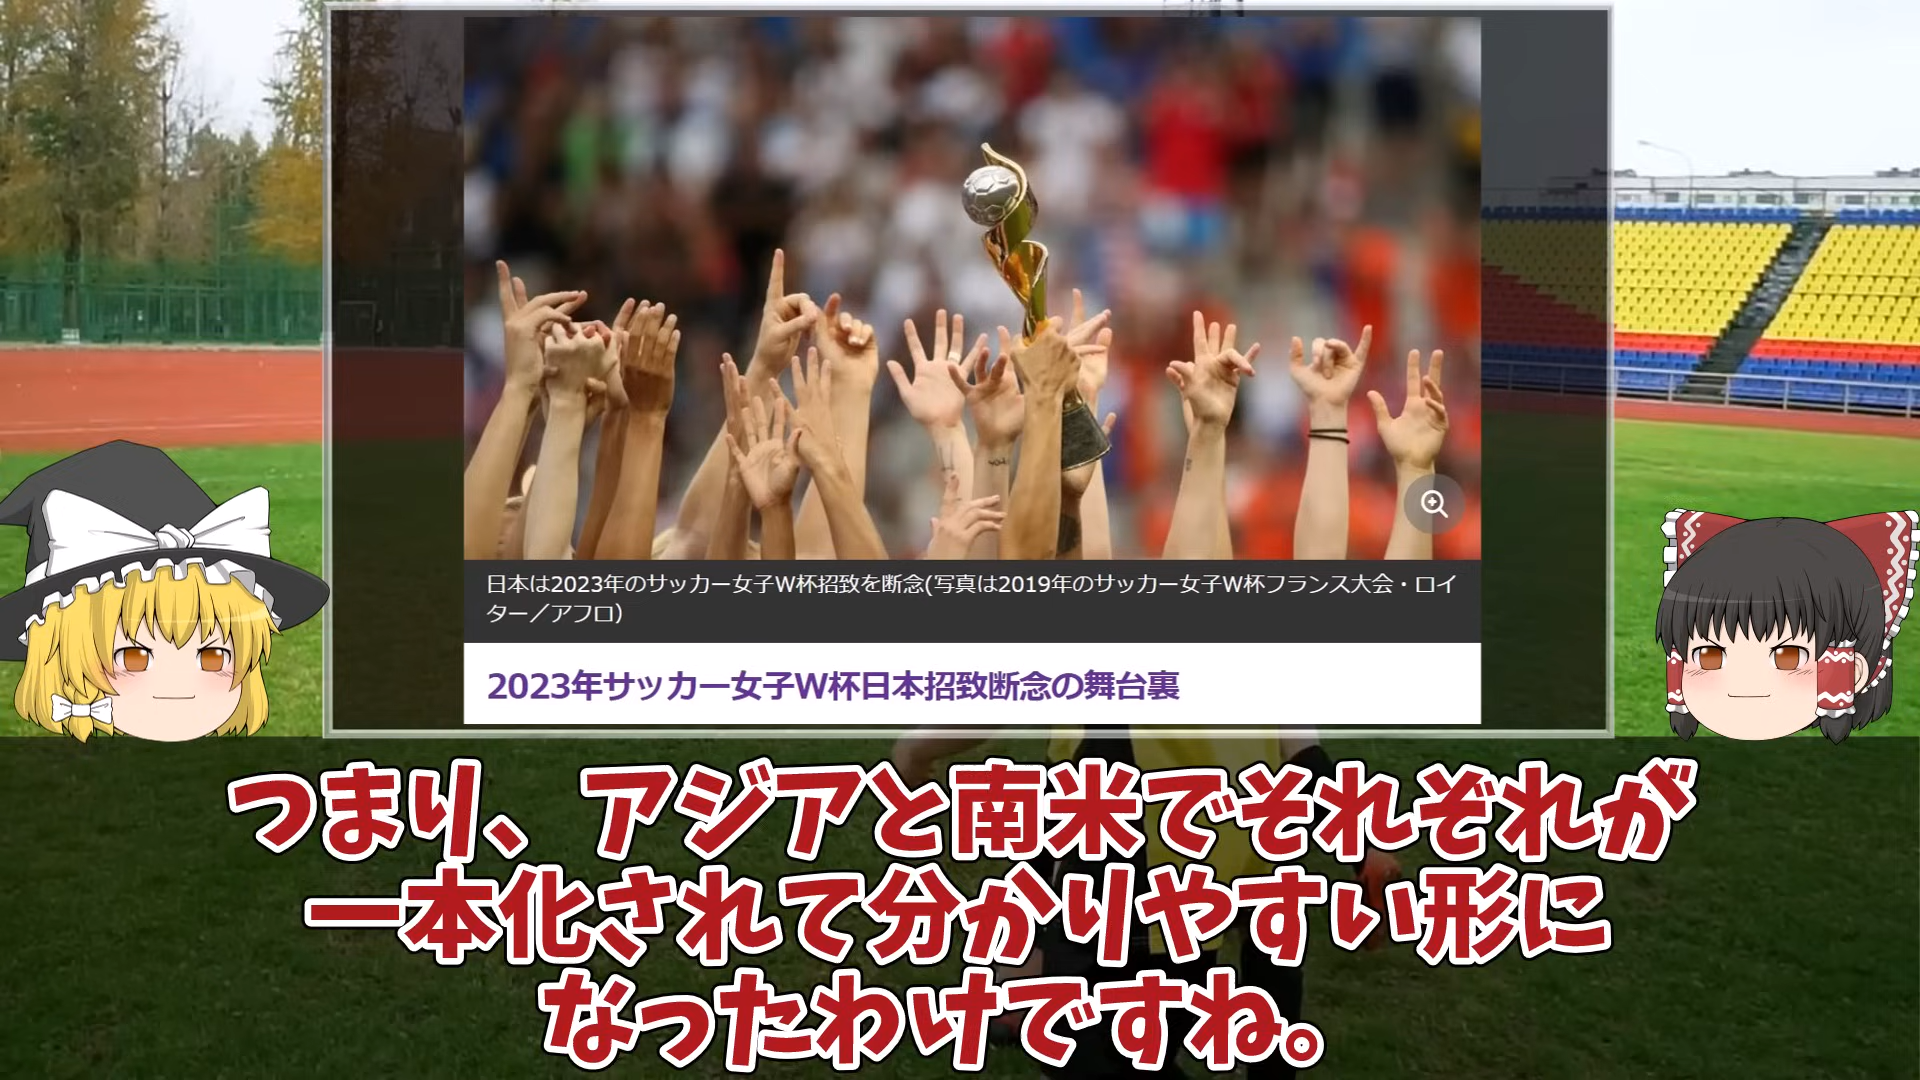 日本は2023年のサッカー女子W杯招致を断念(写真は2019年のサッカー女子W杯フランス大会・ロイ
ター／アフロ)
2023年サッカー女子W杯日本招致断念の舞台裏
つまり、アジアと南米でそれぞれが
一本化されて分かりやすい形に
なったわけですね。